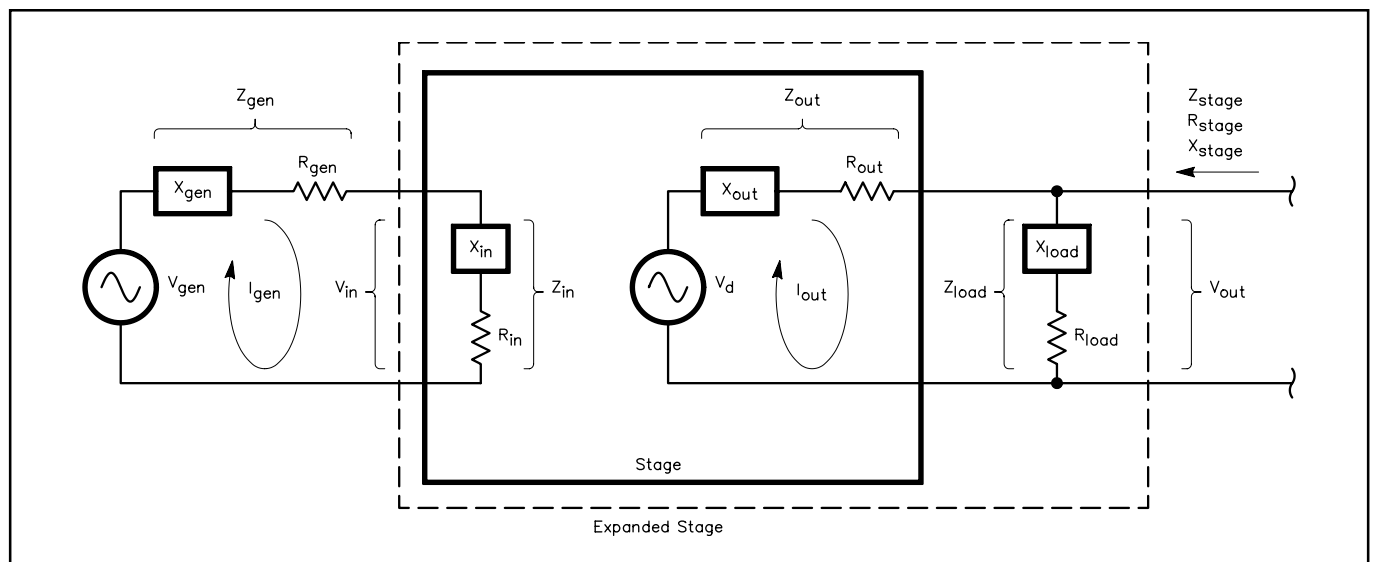 Zgen
Zout
Zstage
Rstage
Xstage
Xgen
Rgen
Xout
Rout
Vgen
Igen
Vin
Xin
Zin
Rin
Vd
Iout
Zload
Xload
Rload
Vout
Stage
Expanded Stage